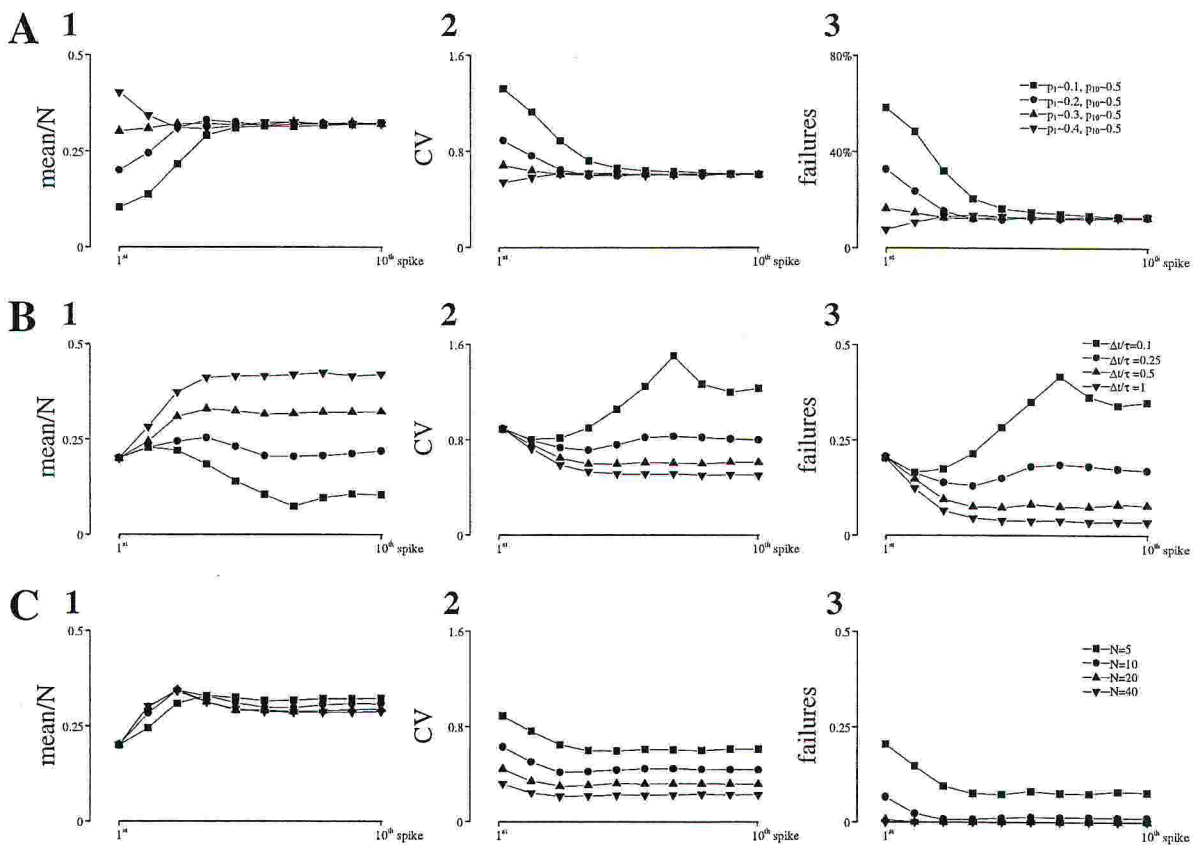 A
1
2
3
0.5
0.25
0
mean/N
1st
10th spike
1.6
0.8
0
CV
1st
10th spike
80%
40%
0
failures
1st
10th spike
p1~0.1, p10~0.5
p1~0.2, p10~0.5
p1~0.3, p10~0.5
p1~0.4, p10~0.5
B
1
2
3
0.5
0.25
0
mean/N
1st
10th spike
1.6
0.8
0
CV
1st
10th spike
0.5
0.25
0
failures
1st
10th spike
Δt/τ=0.1
Δt/τ=0.25
Δt/τ=0.5
Δt/τ=1
C
1
2
3
0.5
0.25
0
mean/N
1st
10th spike
1.6
0.8
0
CV
1st
10th spike
0.5
0.25
0
failures
1st
10th spike
N=5
N=10
N=20
N=40